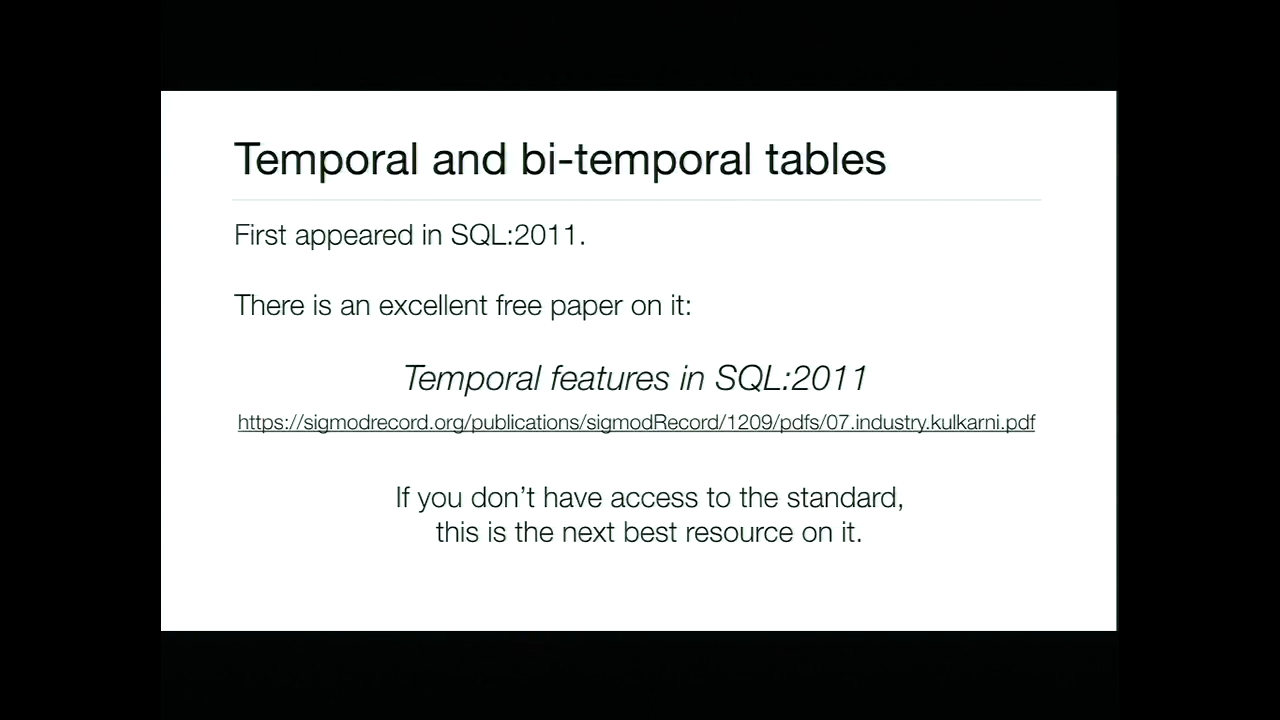 Temporal and bi-temporal tables
First appeared in SQL:2011.
There is an excellent free paper on it:
Temporal features in SQL:2011
https://sigmodrecord.org/publications/sigmodRecord/1209/pdfs/07.industry.kulkarni.pdf
If you don’t have access to the standard,
this is the next best resource on it.